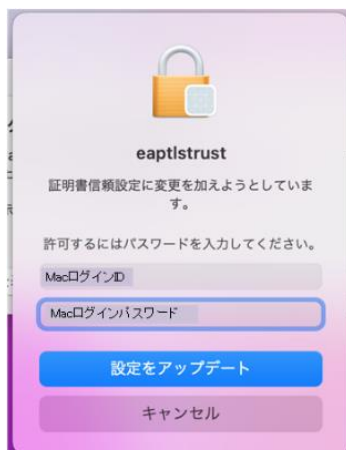 eaptlstrust
証明書信頼設定に変更を加えようとしていま
す。
許可するにはパスワードを入力してください。
MacログインID
Macログインパスワード
設定をアップデート
キャンセル